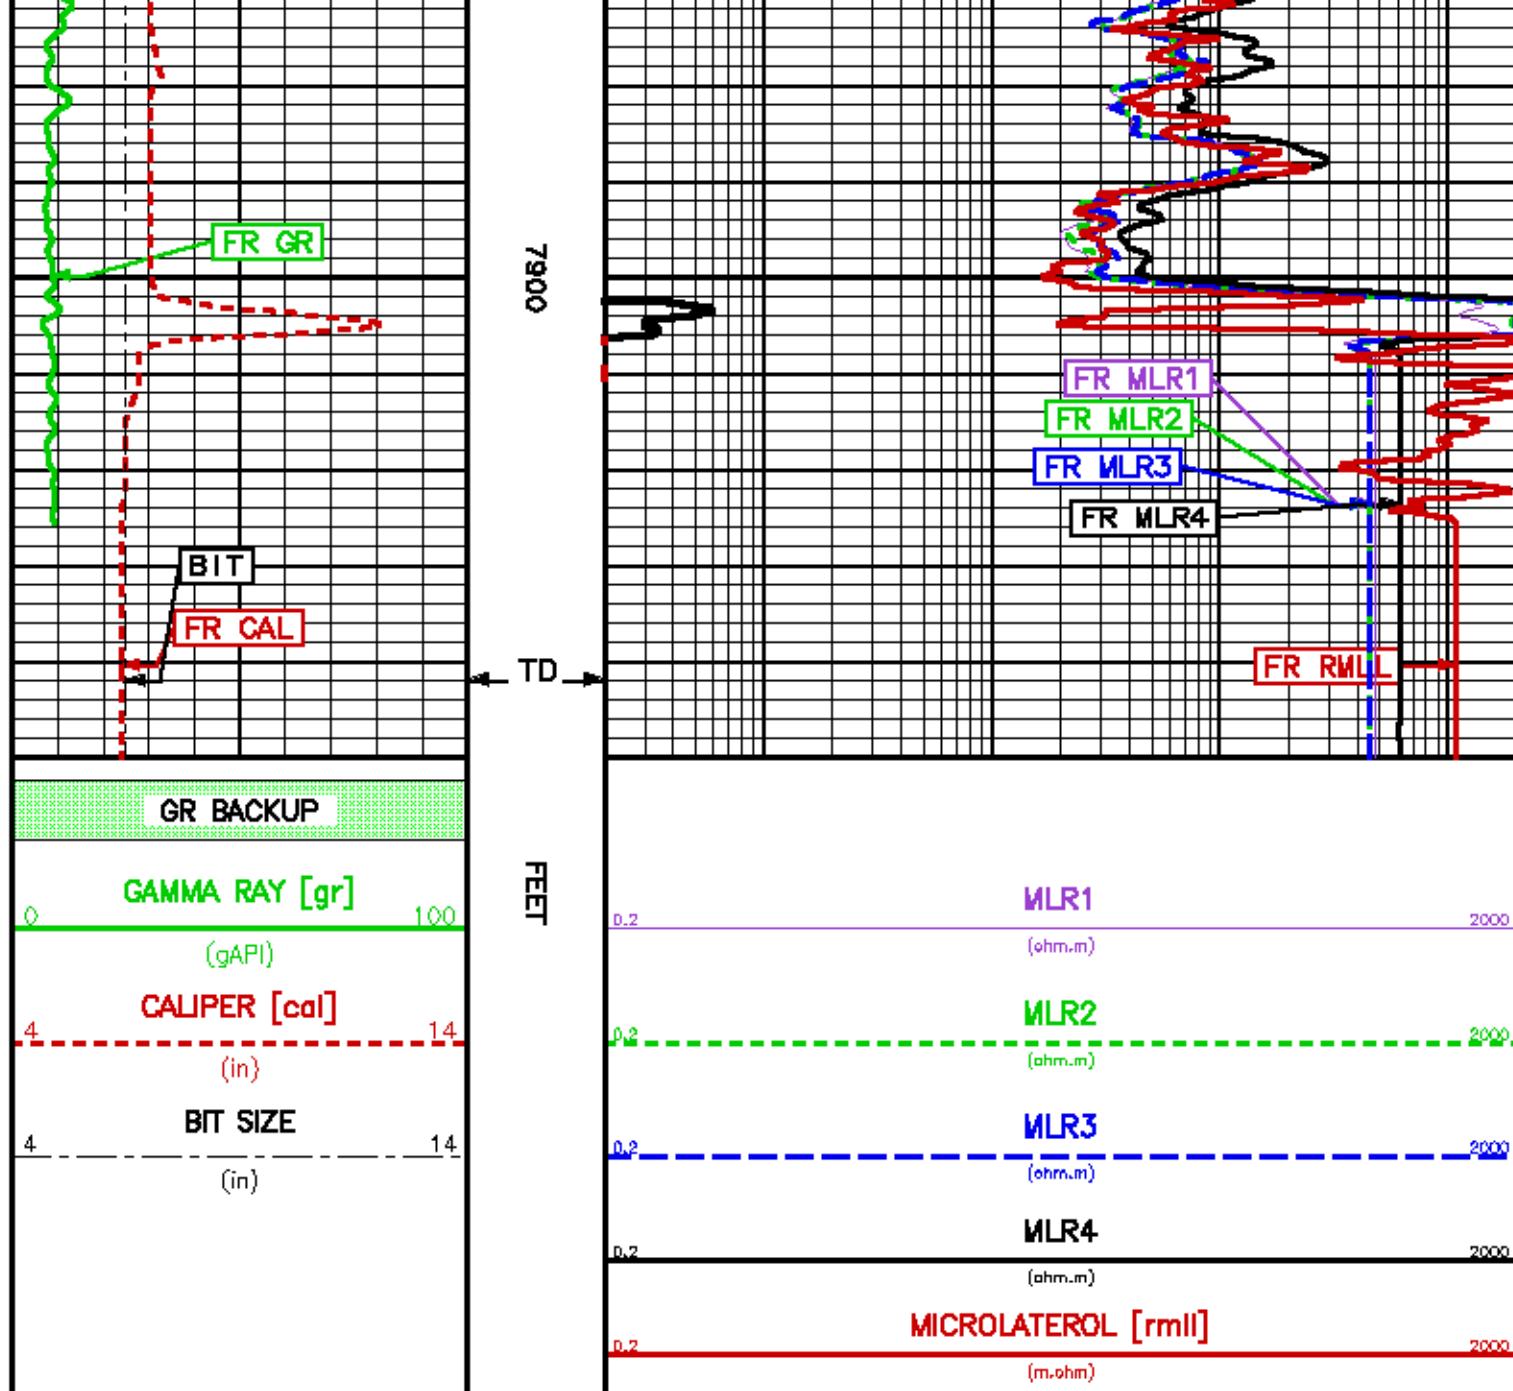 FR GR
7900
FR MLR1
FR MLR2
FR MLR3
FR MLR4
BIT
FR CAL
TD
FR RMLL
GR BACKUP
FEET
GAMMA RAY [gr]
0 100
(gAPI)
CALIPER [cal]
4 14
(in)
BIT SIZE
4 14
(in)
MLR1
0.2 2000
(ohm.m)
MLR2
0.2 2000
(ohm.m)
MLR3
0.2 2000
(ohm.m)
MLR4
0.2 2000
(ohm.m)
MICROLATEROL [rmll]
0.2 2000
(m.ohm)